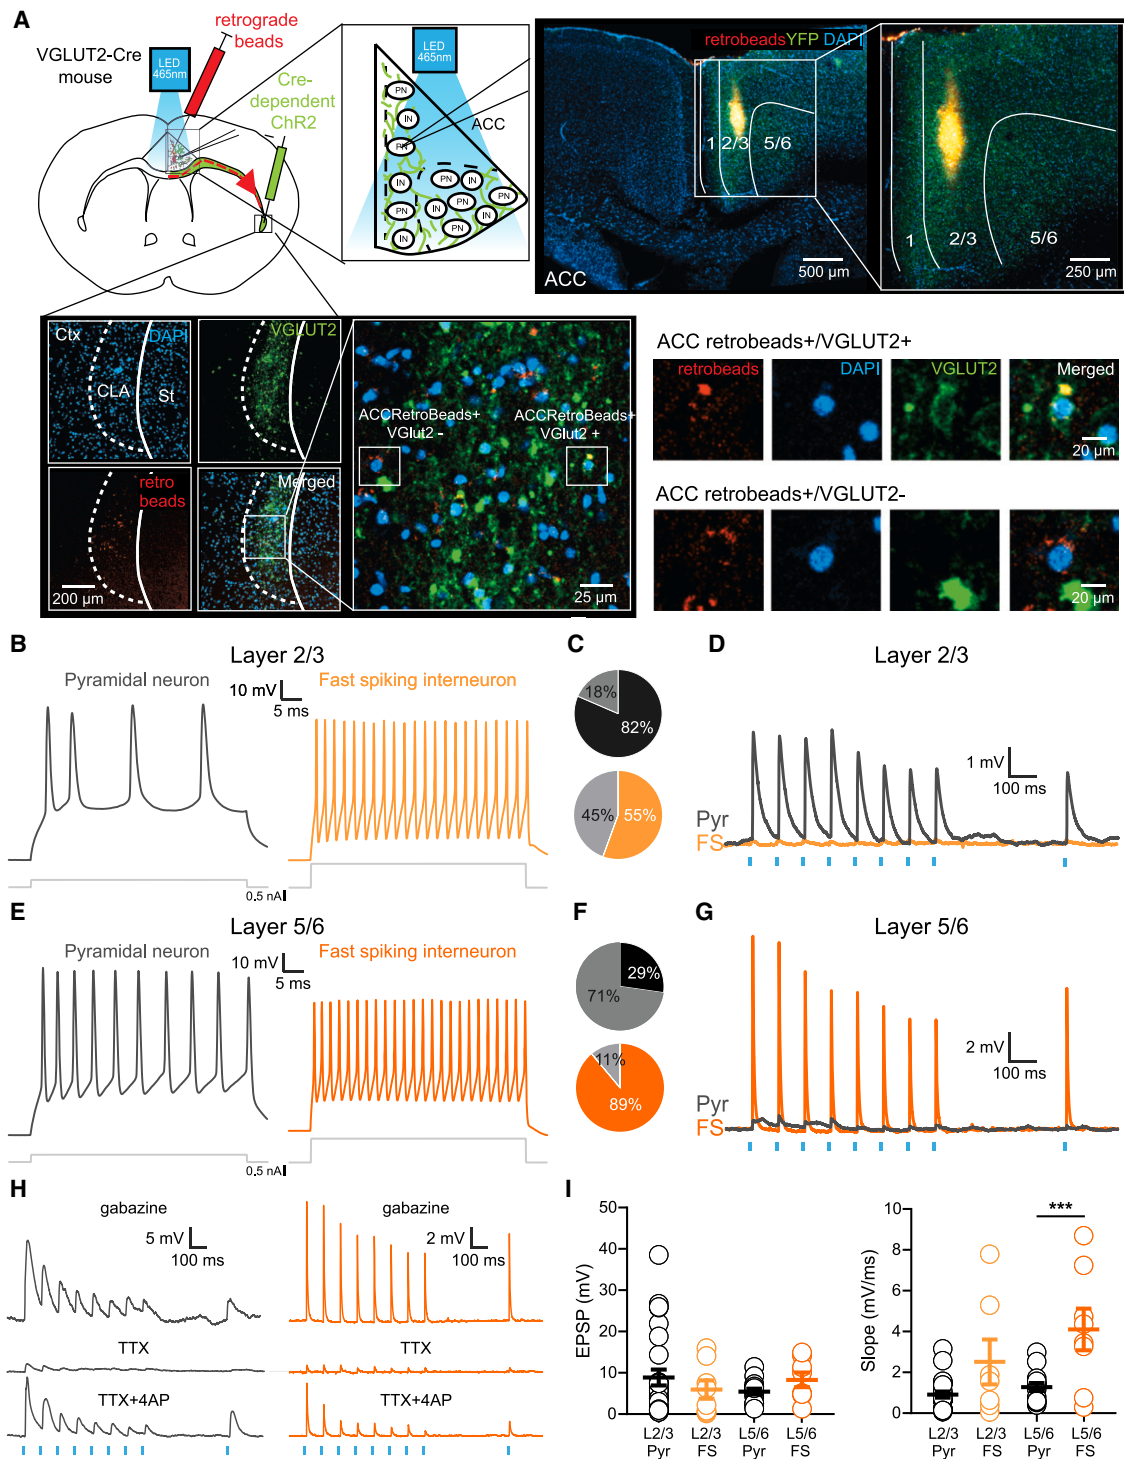 A
VGLUT2-Cre
mouse
LED
465nm
retrograde
beads
Cre-
dependent
ChR2
LED
465nm
PN
IN
PN
IN
PN
IN
PN
IN
PN
PN
IN
PN
IN
PN
ACC
retrobeads YFP DAPI
1
2/3
5/6
500 µm
ACC
1
2/3
5/6
250 µm
Ctx
DAPI
CLA
St
VGLUT2
retro
beads
200 µm
Merged
ACCRetroBeads+
VGlut2 -
ACCRetroBeads+
VGlut2 +
25 µm
ACC retrobeads+/VGLUT2+
retrobeads
DAPI
VGLUT2
Merged
20 µm
ACC retrobeads+/VGLUT2-
20 µm
B
Layer 2/3
Pyramidal neuron
10 mV
5 ms
Fast spiking interneuron
0.5 nA
C
18%
82%
45%
55%
D
Layer 2/3
1 mV
100 ms
Pyr
FS
E
Layer 5/6
Pyramidal neuron
10 mV
5 ms
Fast spiking interneuron
0.5 nA
F
29%
71%
11%
89%
G
Layer 5/6
2 mV
100 ms
Pyr
FS
H
gabazine
5 mV
100 ms
gabazine
2 mV
100 ms
TTX
TTX
TTX+4AP
TTX+4AP
I
EPSP (mV)
50
40
30
20
10
0
L2/3
Pyr
L2/3
FS
L5/6
Pyr
L5/6
FS
Slope (mV/ms)
10
8
6
4
2
0
***
L2/3
Pyr
L2/3
FS
L5/6
Pyr
L5/6
FS